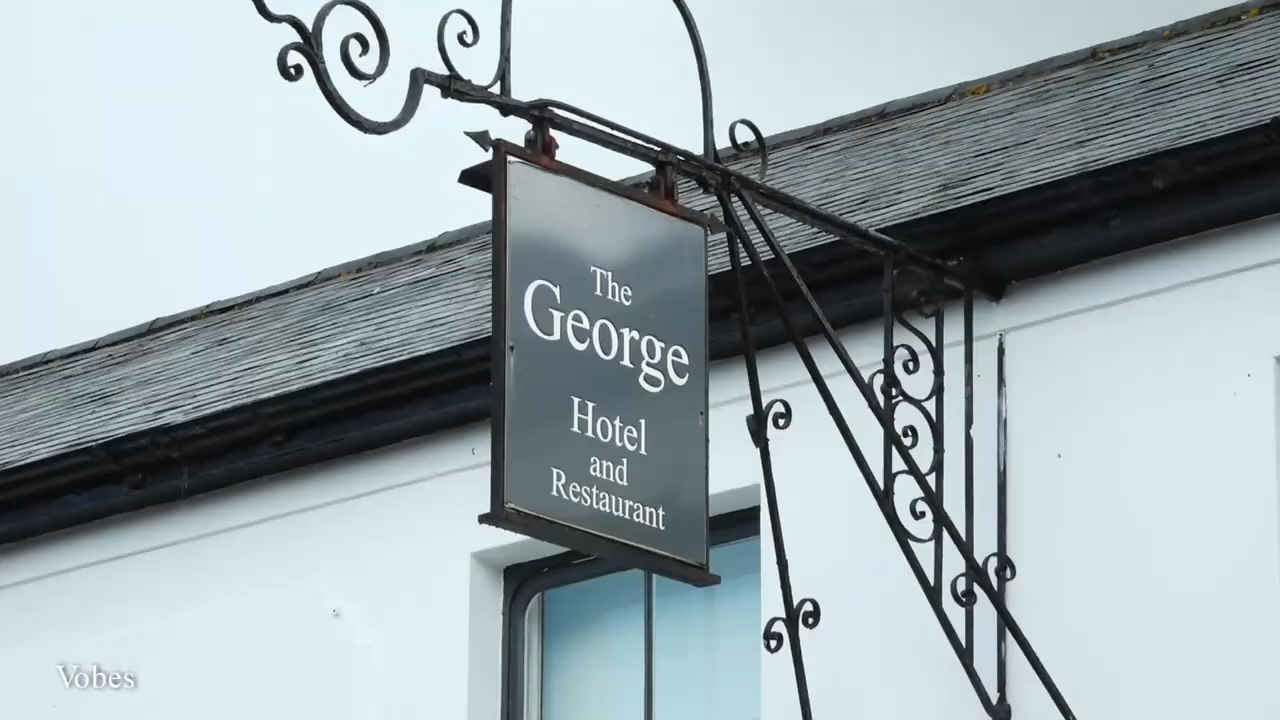 The
George
Hotel
and
Restaurant
Vobes